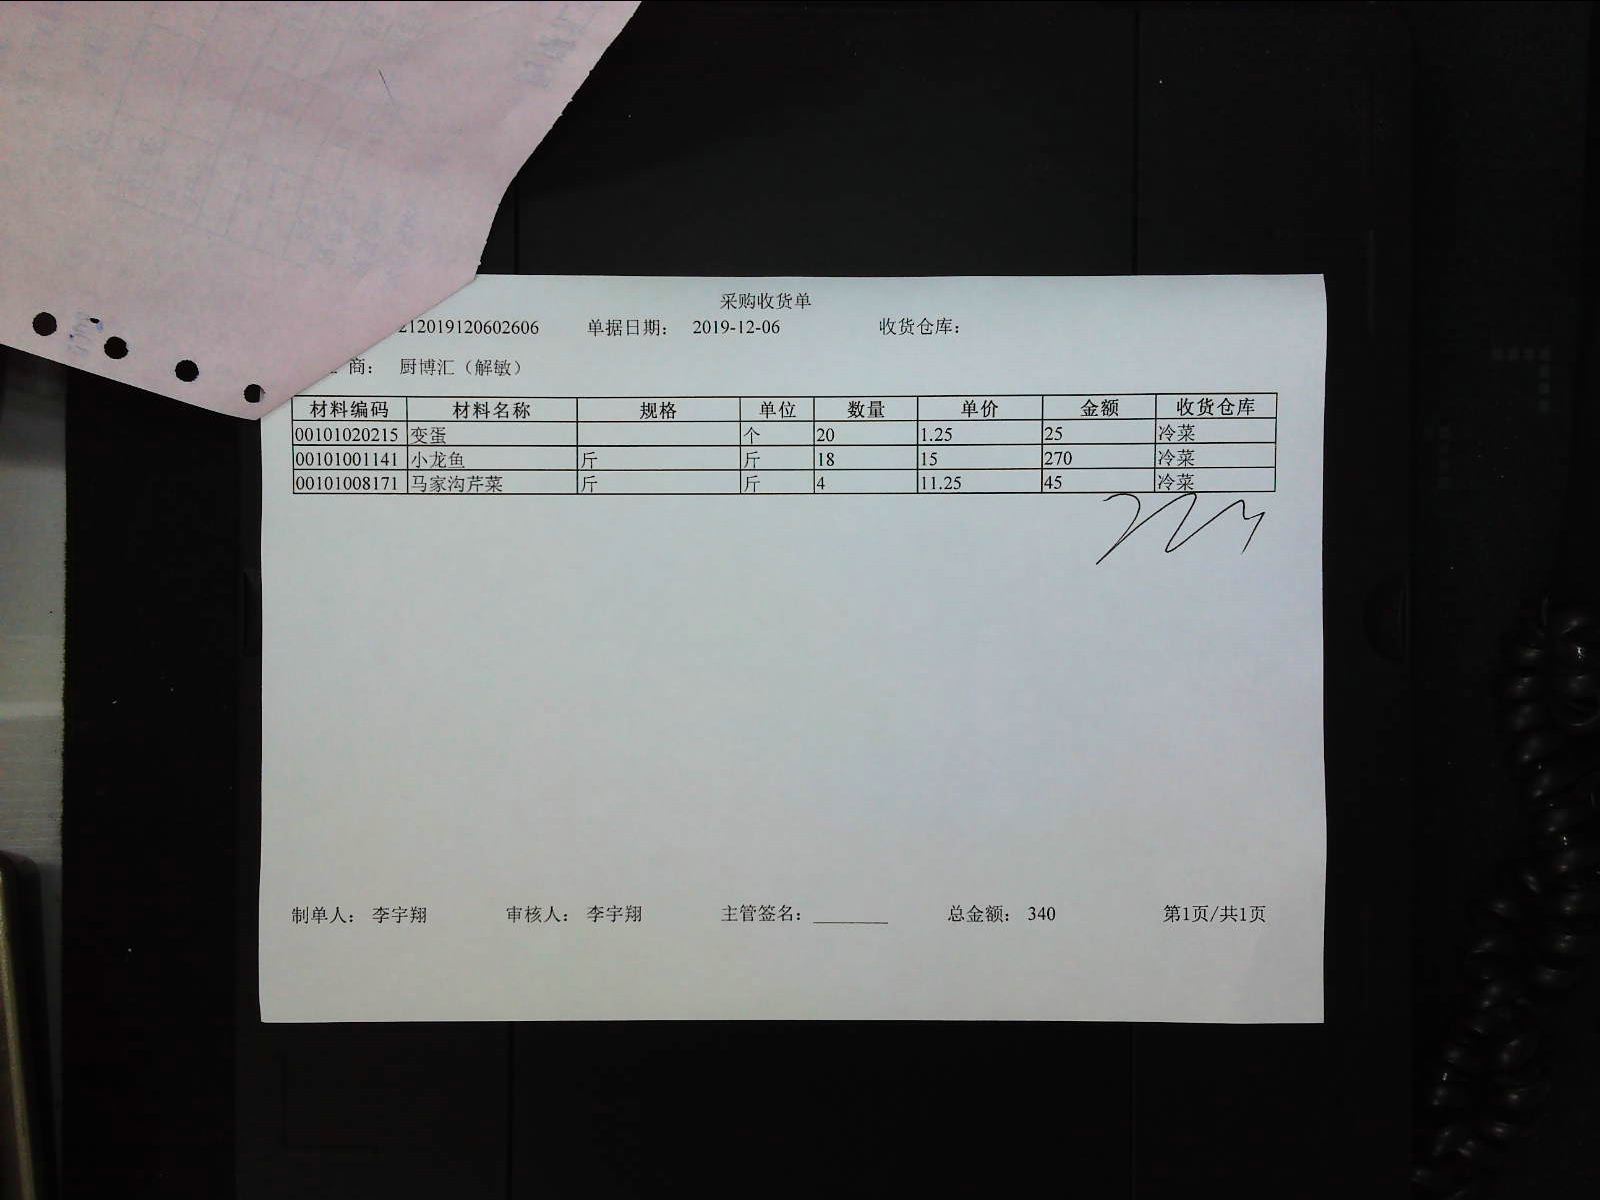 采购收货单
212019120602606 单据日期： 2019-12-06 收货仓库：
商： 厨博汇（解敏）
材料编码 材料名称 规格 单位 数量 单价 金额 收货仓库
00101020215 变蛋 个 20 1.25 25 冷菜
00101001141 小龙鱼 斤 斤 18 15 270 冷菜
00101008171 马家沟芹菜 斤 斤 4 11.25 45 冷菜
制单人： 李宇翔 审核人： 李宇翔 主管签名： 总金额： 340 第1页/共1页